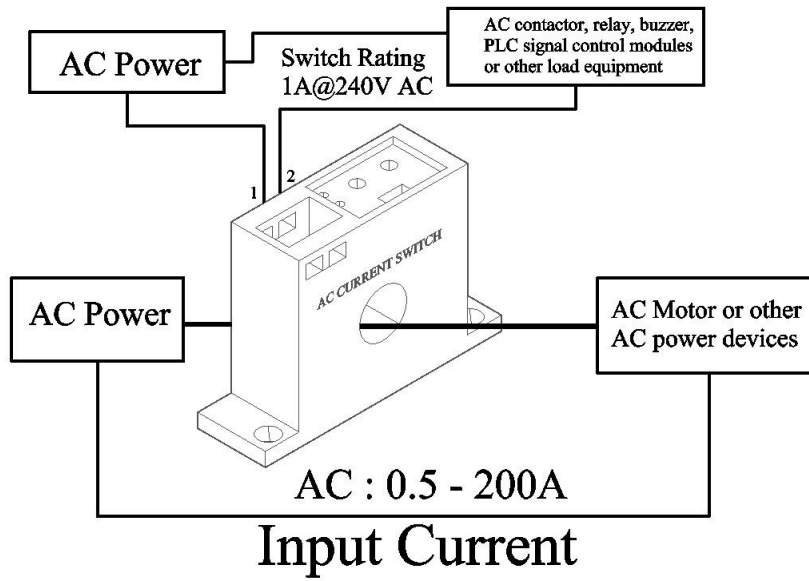 AC Power
Switch Rating
1A@240V AC
AC contactor, relay, buzzer,
PLC signal control modules
or other load equipment
1
2
AC CURRENT SWITCH
AC Power
AC Motor or other
AC power devices
AC : 0.5 - 200A
Input Current